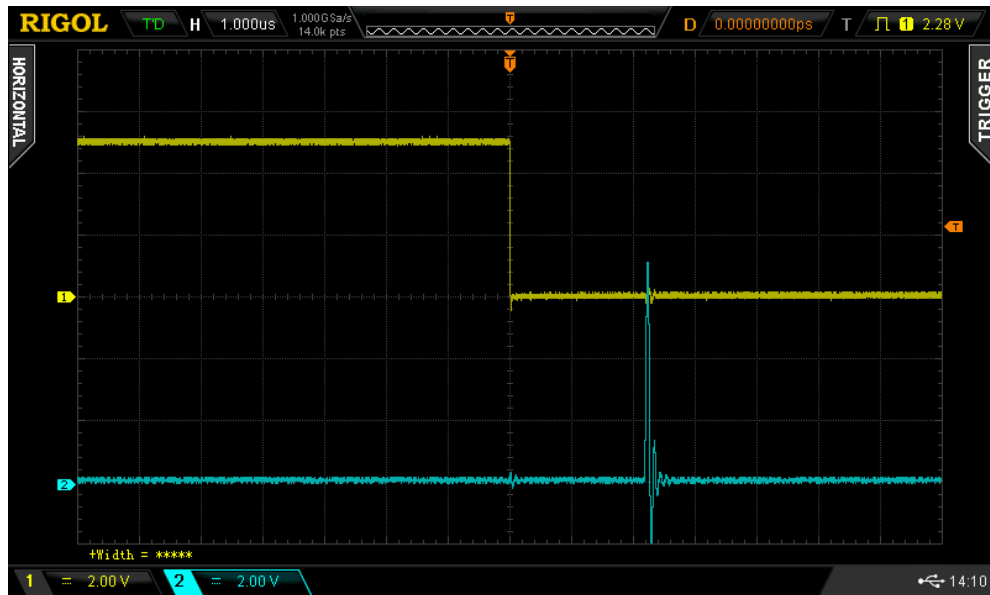 RIGOL T'D H 1.000us 1.000GSa/s 14.0k pts T D 0.00000000ps T 1 2.28 V
T
HORIZONTAL
TRIGGER
T
1
2
+Width = *****
1 = 2.00 V 2 = 2.00 V 14:10